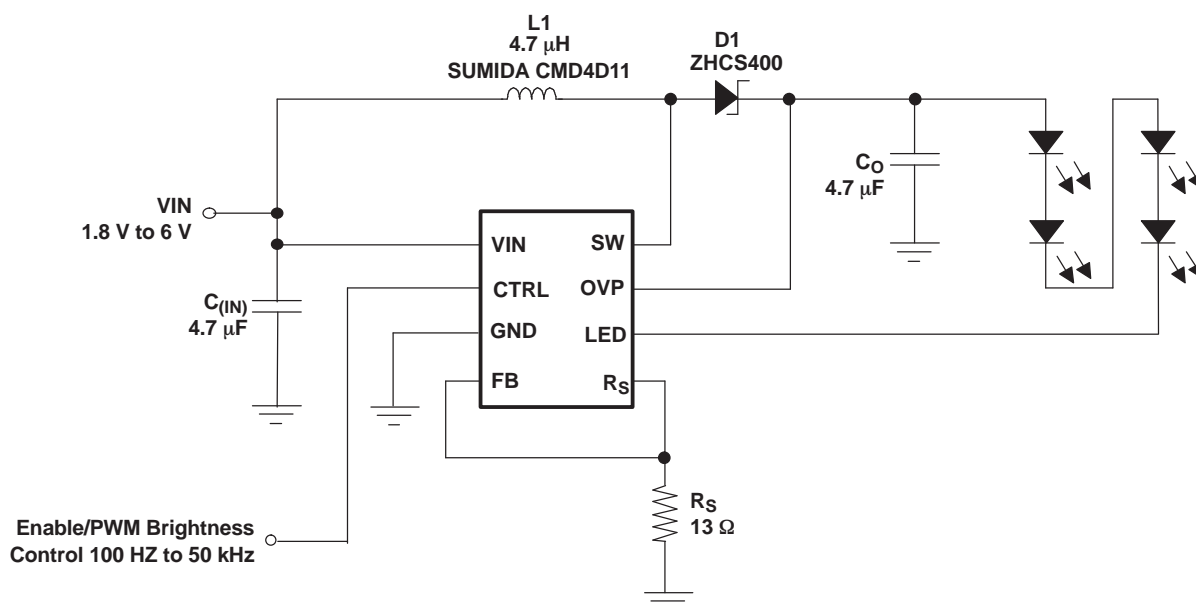 L1
4.7 μH
SUMIDA CMD4D11
D1
ZHCS400
CO
4.7 μF
VIN
1.8 V to 6 V
C(IN)
4.7 μF
VIN
CTRL
GND
FB
SW
OVP
LED
RS
RS
13 Ω
Enable/PWM Brightness
Control 100 HZ to 50 kHz